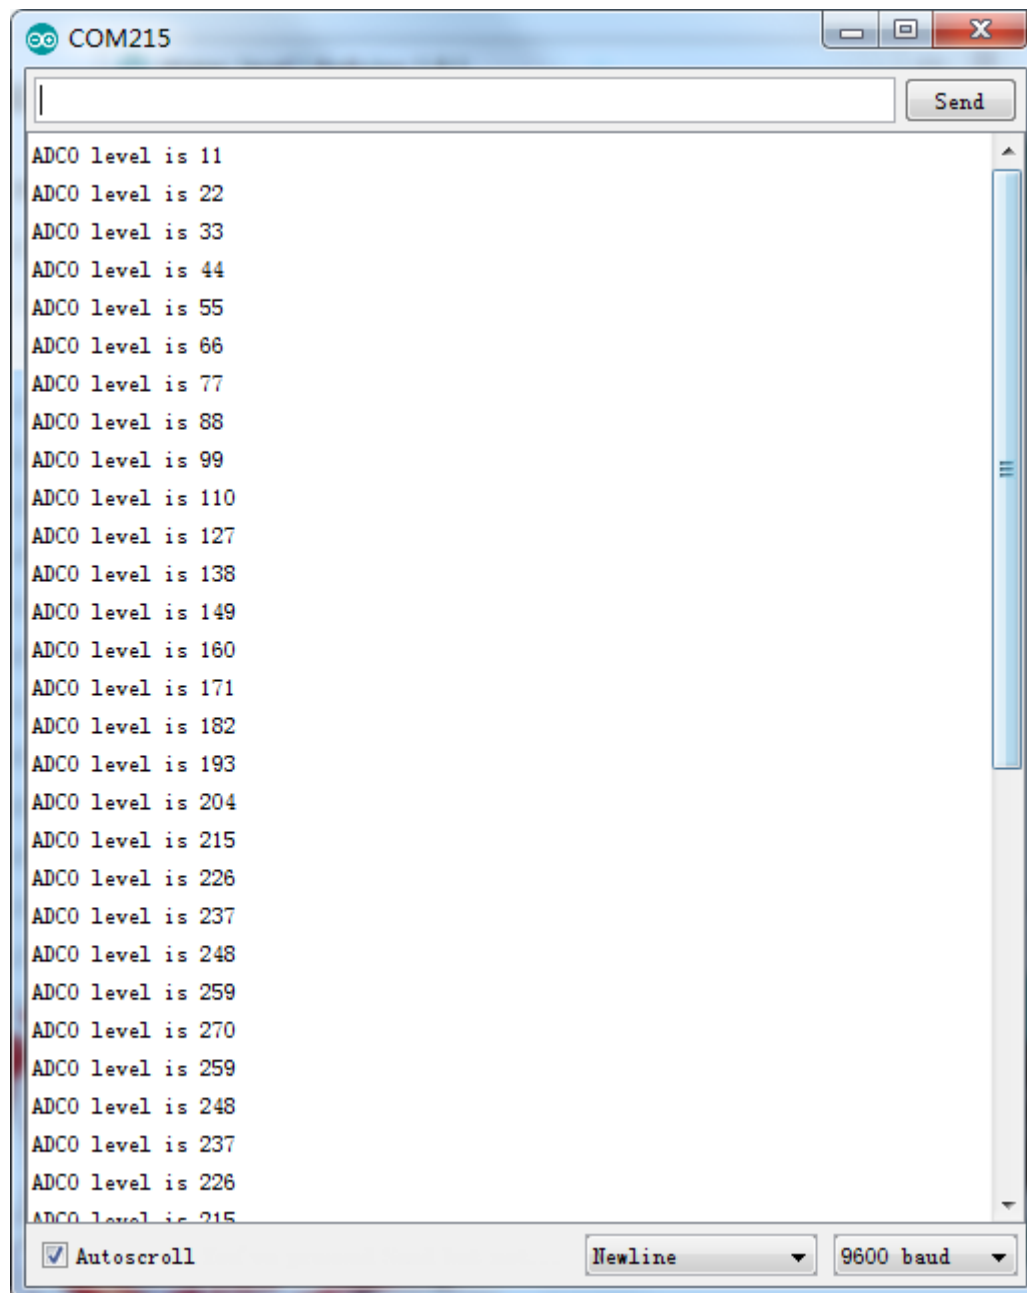 COM215
Send
ADC0 level is 11
ADC0 level is 22
ADC0 level is 33
ADC0 level is 44
ADC0 level is 55
ADC0 level is 66
ADC0 level is 77
ADC0 level is 88
ADC0 level is 99
ADC0 level is 110
ADC0 level is 127
ADC0 level is 138
ADC0 level is 149
ADC0 level is 160
ADC0 level is 171
ADC0 level is 182
ADC0 level is 193
ADC0 level is 204
ADC0 level is 215
ADC0 level is 226
ADC0 level is 237
ADC0 level is 248
ADC0 level is 259
ADC0 level is 270
ADC0 level is 259
ADC0 level is 248
ADC0 level is 237
ADC0 level is 226
ADC0 level is 215
Autoscroll Newline 9600 baud